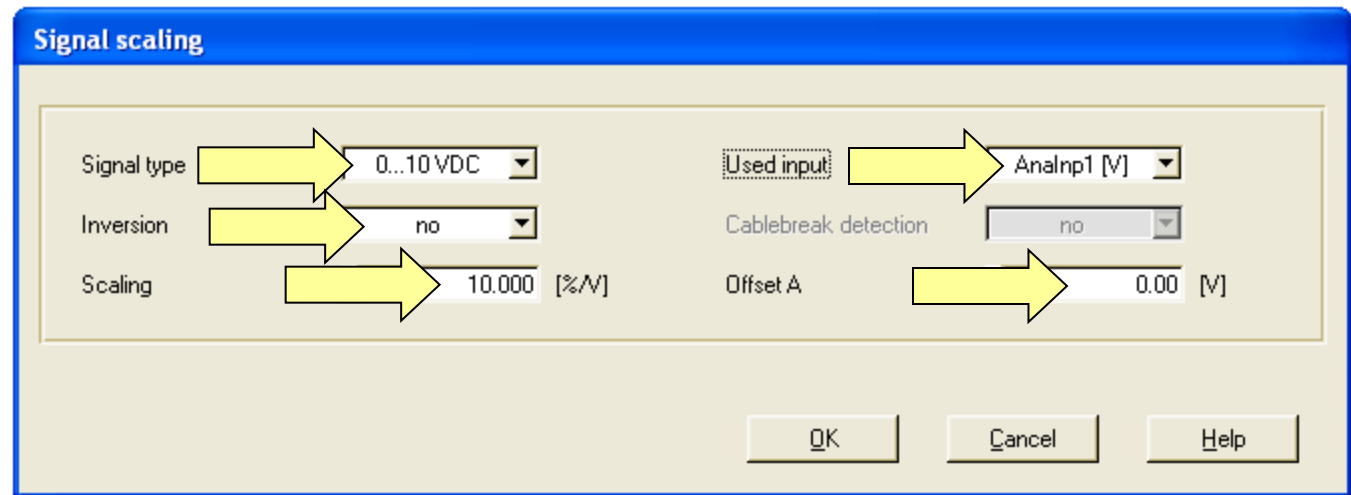 Signal scaling
Signal type 0...10 VDC Used input AnaInp1 [V]
Inversion no Cablebreak detection no
Scaling 10.000 [%/V] Offset A 0.00 [V]
OK Cancel Help